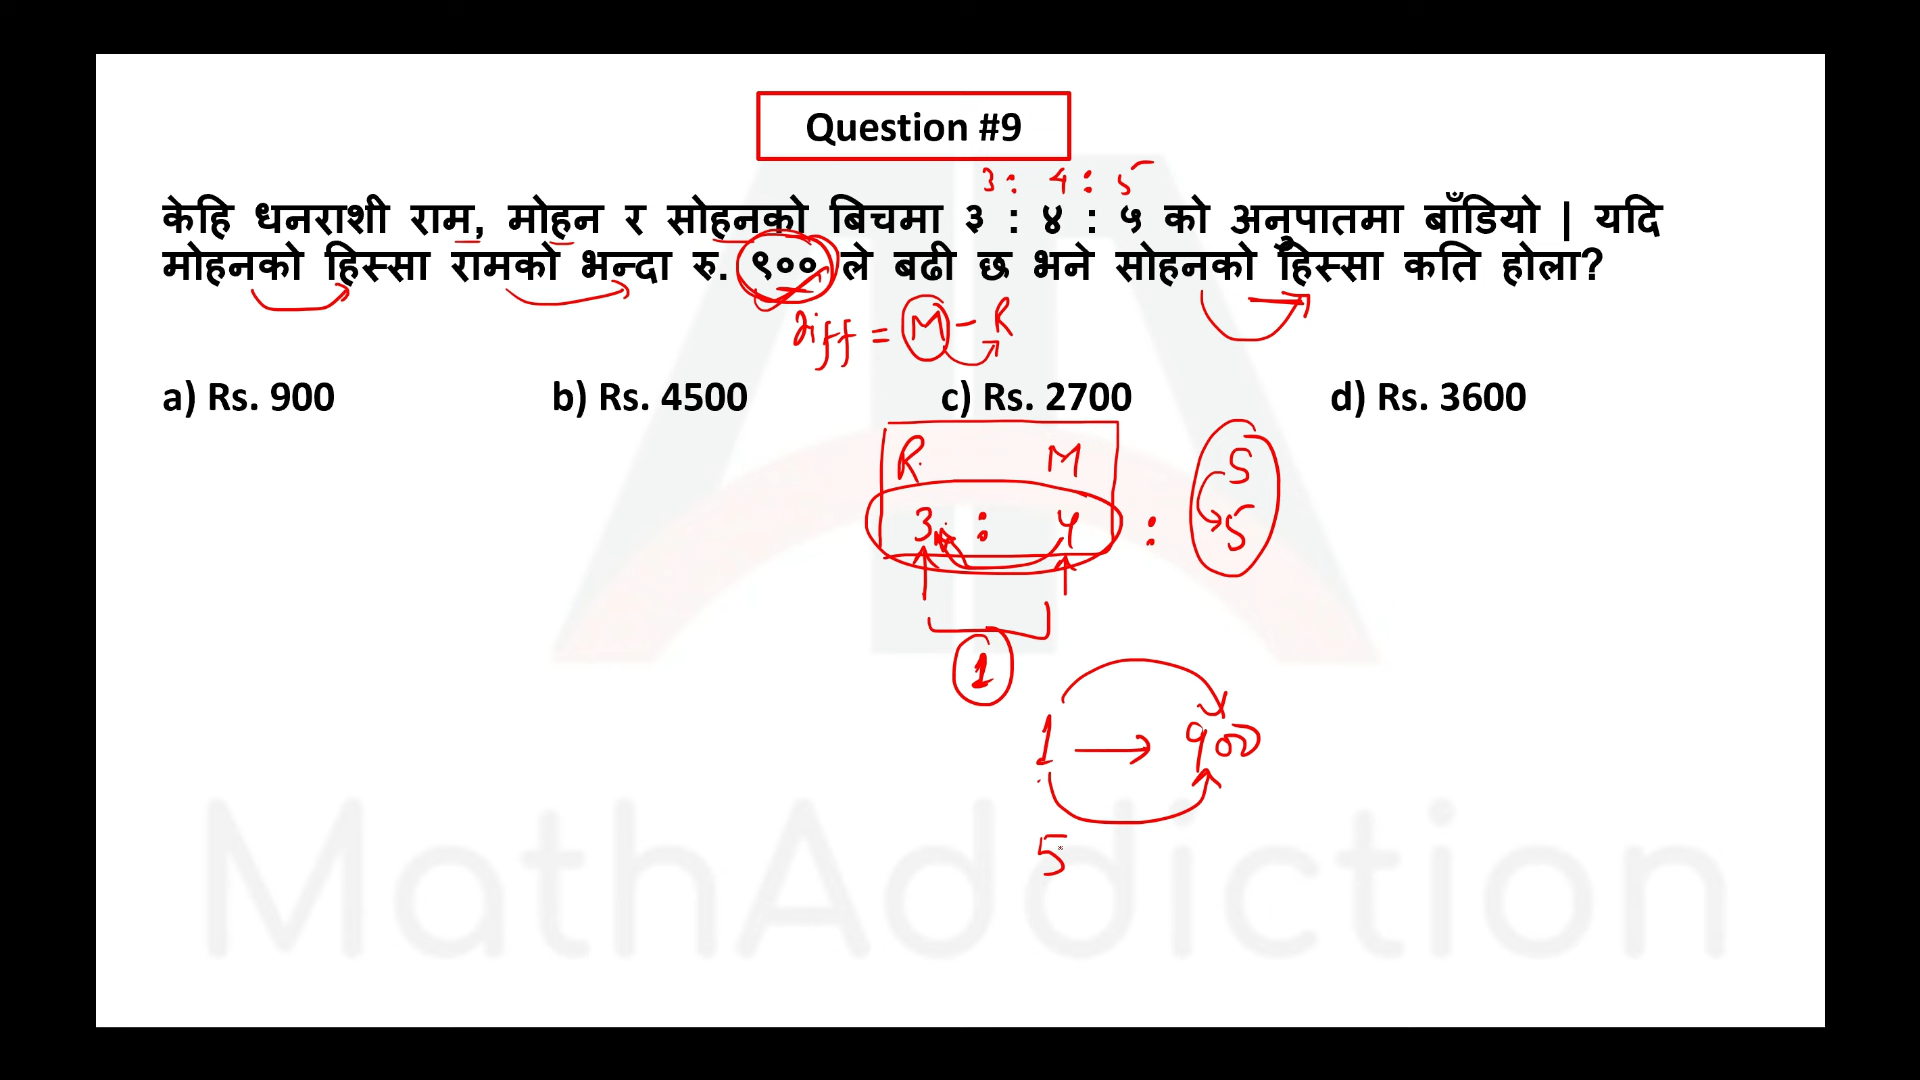 Question #9
3 : 4 : 5
केहि धनराशी राम, मोहन र सोहनको बिचमा ३ : ४ : ५ को अनुपातमा बाँडियो | यदि
मोहनको हिस्सा रामको भन्दा रु. ९०० ले बढी छ भने सोहनको हिस्सा कति होला?
diff = M - R
a) Rs. 900 b) Rs. 4500 c) Rs. 2700 d) Rs. 3600
R M S
3 : 4 : 5
1
1 → 900
5
MathAddiction